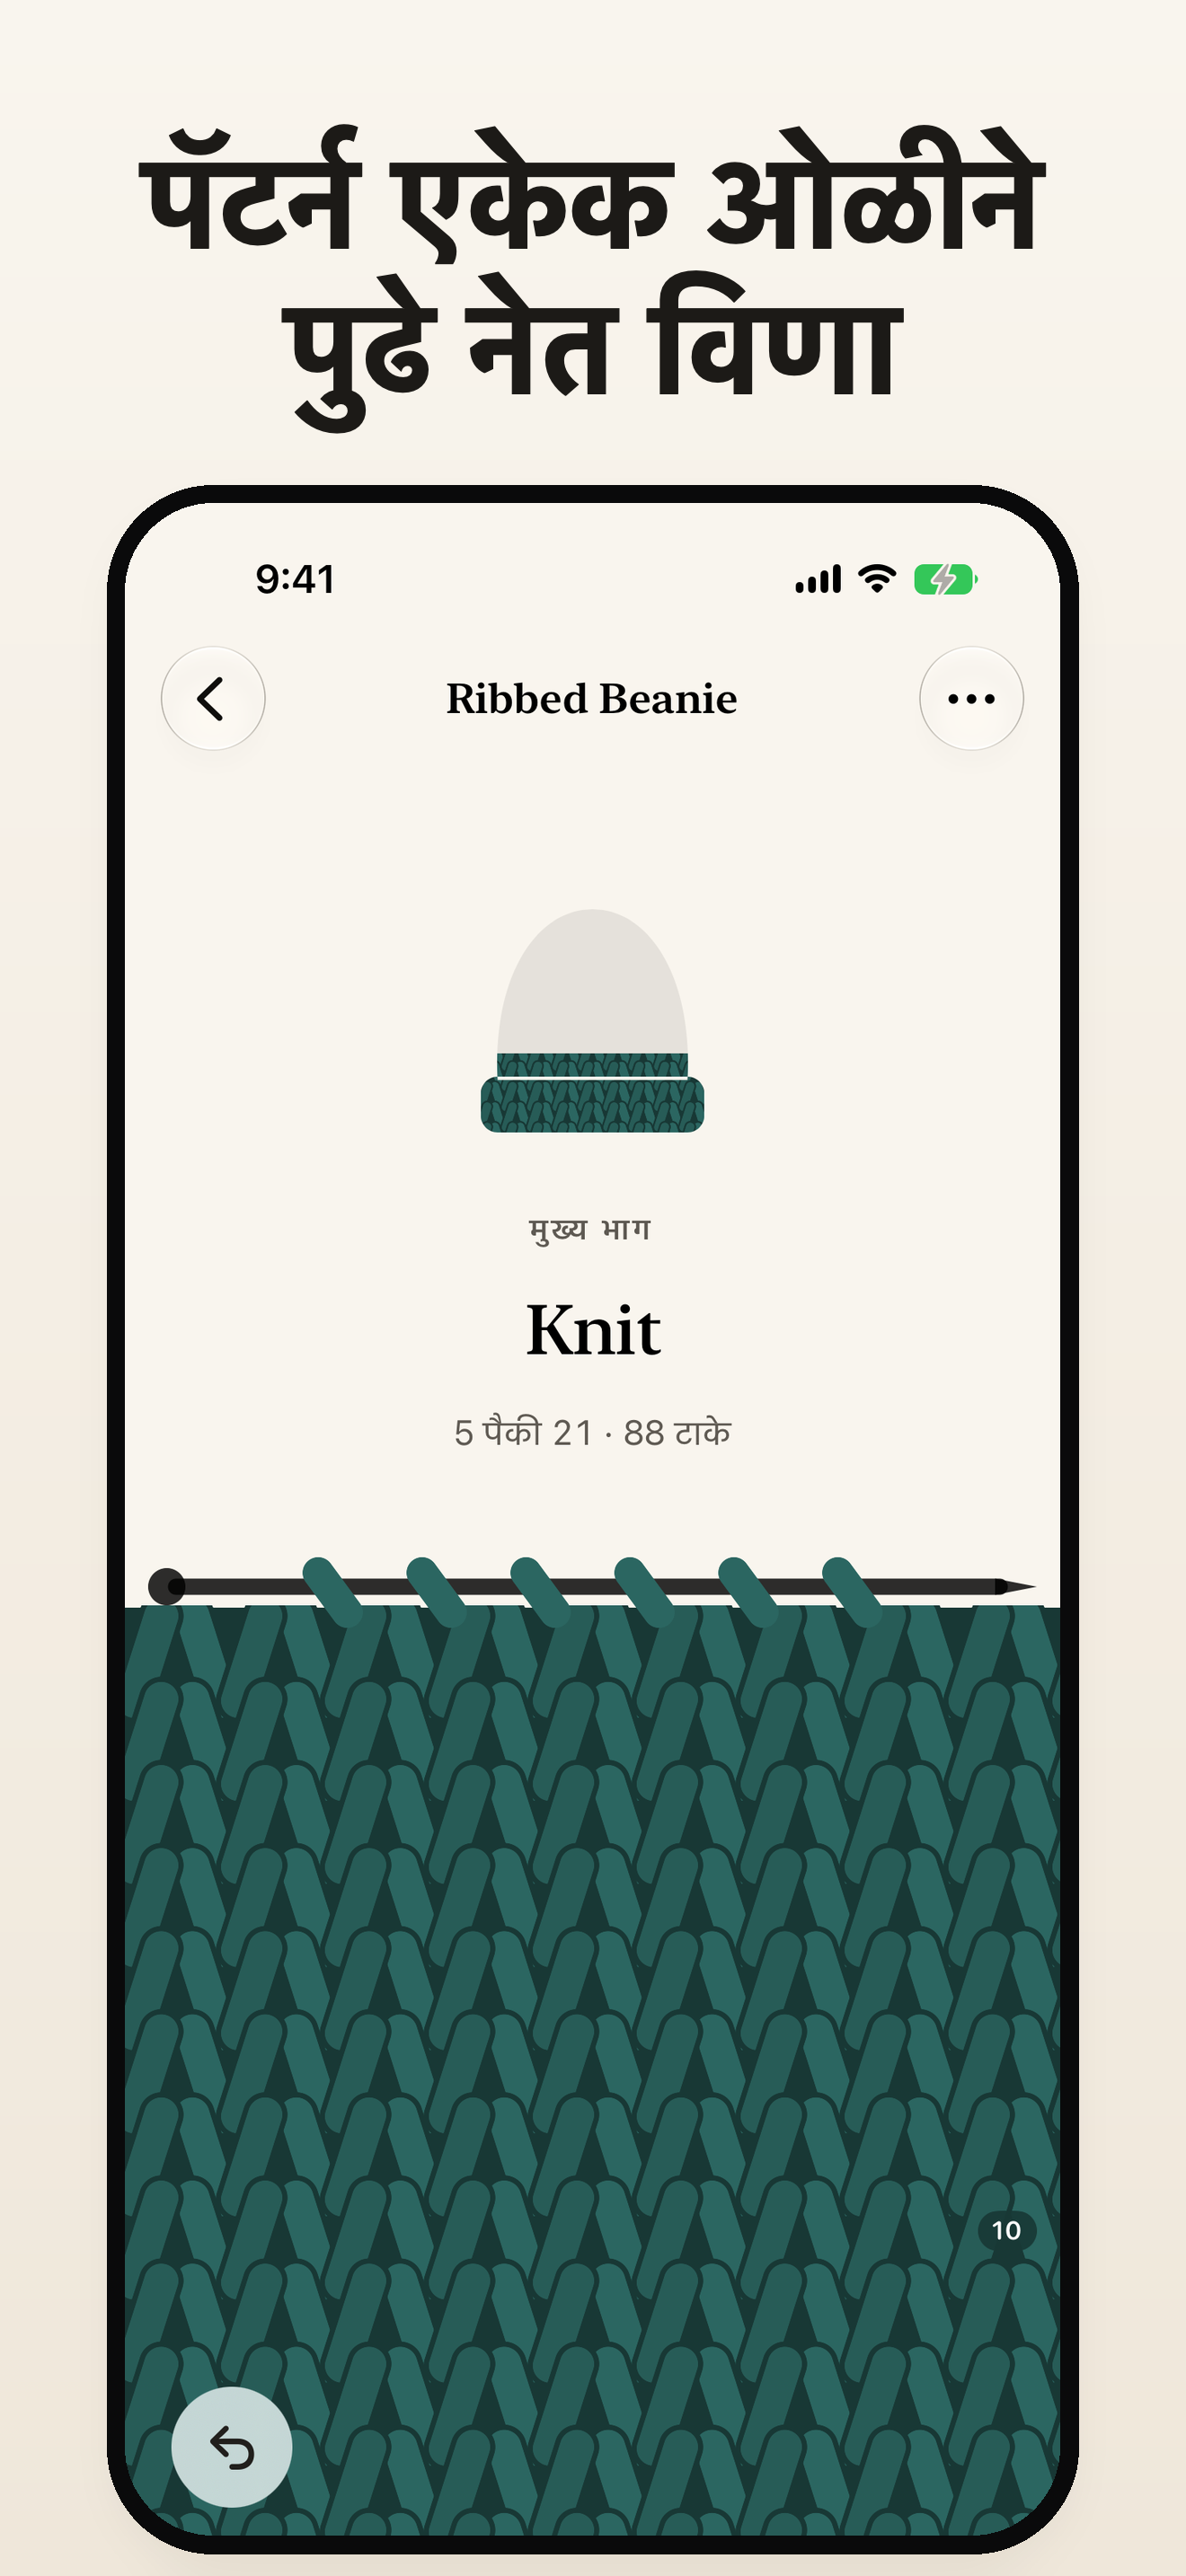 पॅटर्न एकेक ओळीने
पुढे नेत विणा
9:41
Ribbed Beanie
मुख्य भाग
Knit
5 पैकी 21 · 88 टाके
10